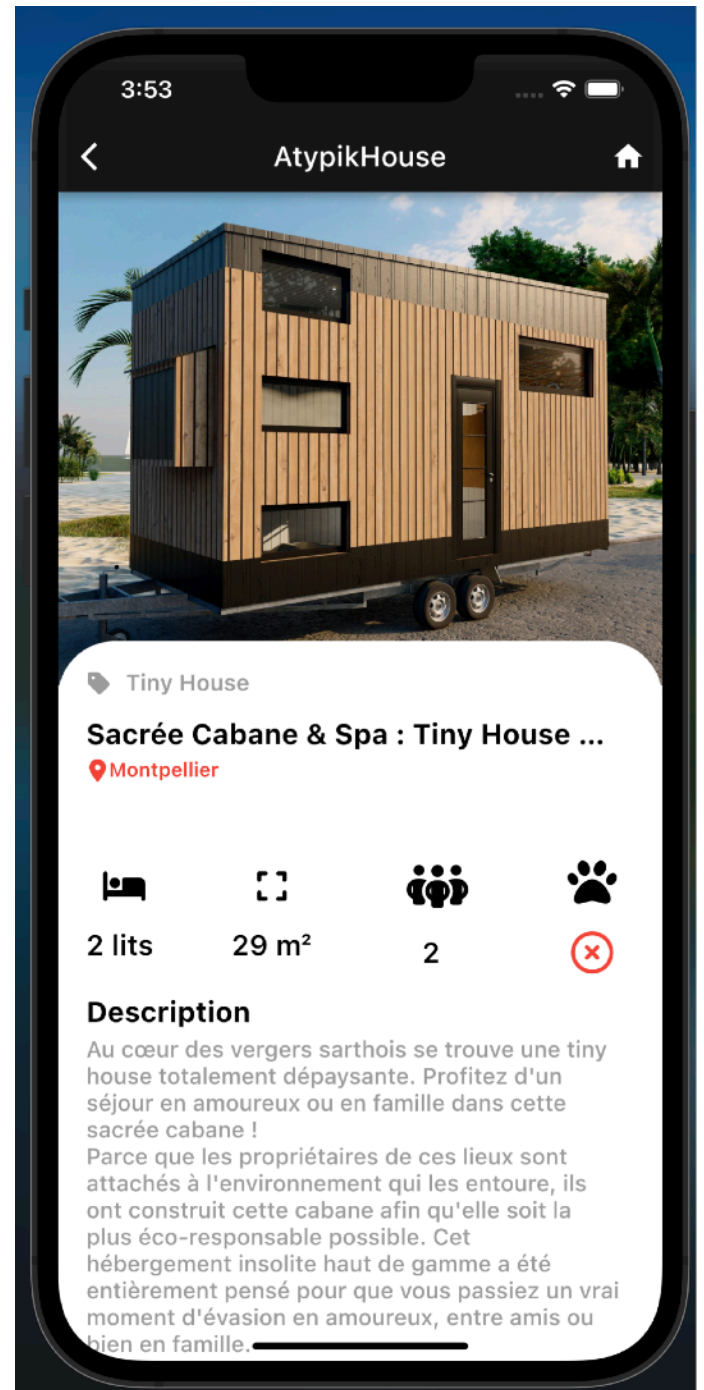 3:53
AtypikHouse
Tiny House
Sacrée Cabane & Spa : Tiny House ...
Montpellier
2 lits
29 m²
2
Description
Au cœur des vergers sarthois se trouve une tiny
house totalement dépaysante. Profitez d'un
séjour en amoureux ou en famille dans cette
sacrée cabane !
Parce que les propriétaires de ces lieux sont
attachés à l'environnement qui les entoure, ils
ont construit cette cabane afin qu'elle soit la
plus éco-responsable possible. Cet
hébergement insolite haut de gamme a été
entièrement pensé pour que vous passiez un vrai
moment d'évasion en amoureux, entre amis ou
bien en famille.